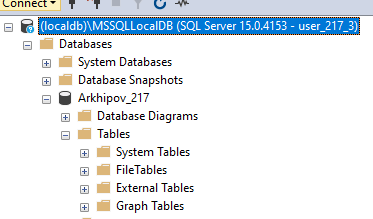 Connect
(localdb)\MSSQLLocalDB (SQL Server 15.0.4153 - user_217_3)
Databases
System Databases
Database Snapshots
Arkhipov_217
Database Diagrams
Tables
System Tables
FileTables
External Tables
Graph Tables